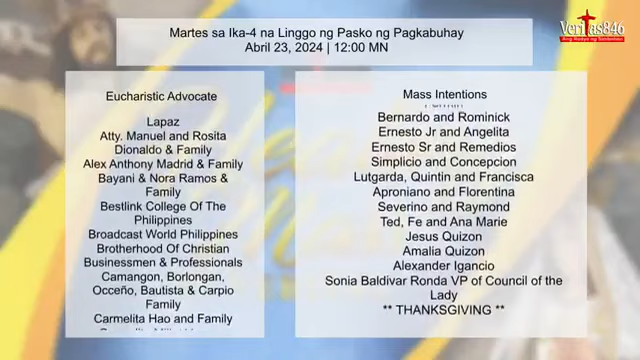 Martes sa Ika-4 na Linggo ng Pasko ng Pagkabuhay
Abril 23, 2024 | 12:00 MN
Veritas846
Ang Radyo ng Simbahan
Eucharistic Advocate
Lapaz
Atty. Manuel and Rosita
Dionaldo & Family
Alex Anthony Madrid & Family
Bayani & Nora Ramos &
Family
Bestlink College Of The
Philippines
Broadcast World Philippines
Brotherhood Of Christian
Businessmen & Professionals
Camangon, Borlongan,
Occeño, Bautista & Carpio
Family
Carmelita Hao and Family
Mass Intentions
Bernardo and Rominick
Ernesto Jr and Angelita
Ernesto Sr and Remedios
Simplicio and Concepcion
Lutgarda, Quintin and Francisca
Aproniano and Florentina
Severino and Raymond
Ted, Fe and Ana Marie
Jesus Quizon
Amalia Quizon
Alexander Igancio
Sonia Baldivar Ronda VP of Council of the
Lady
** THANKSGIVING **